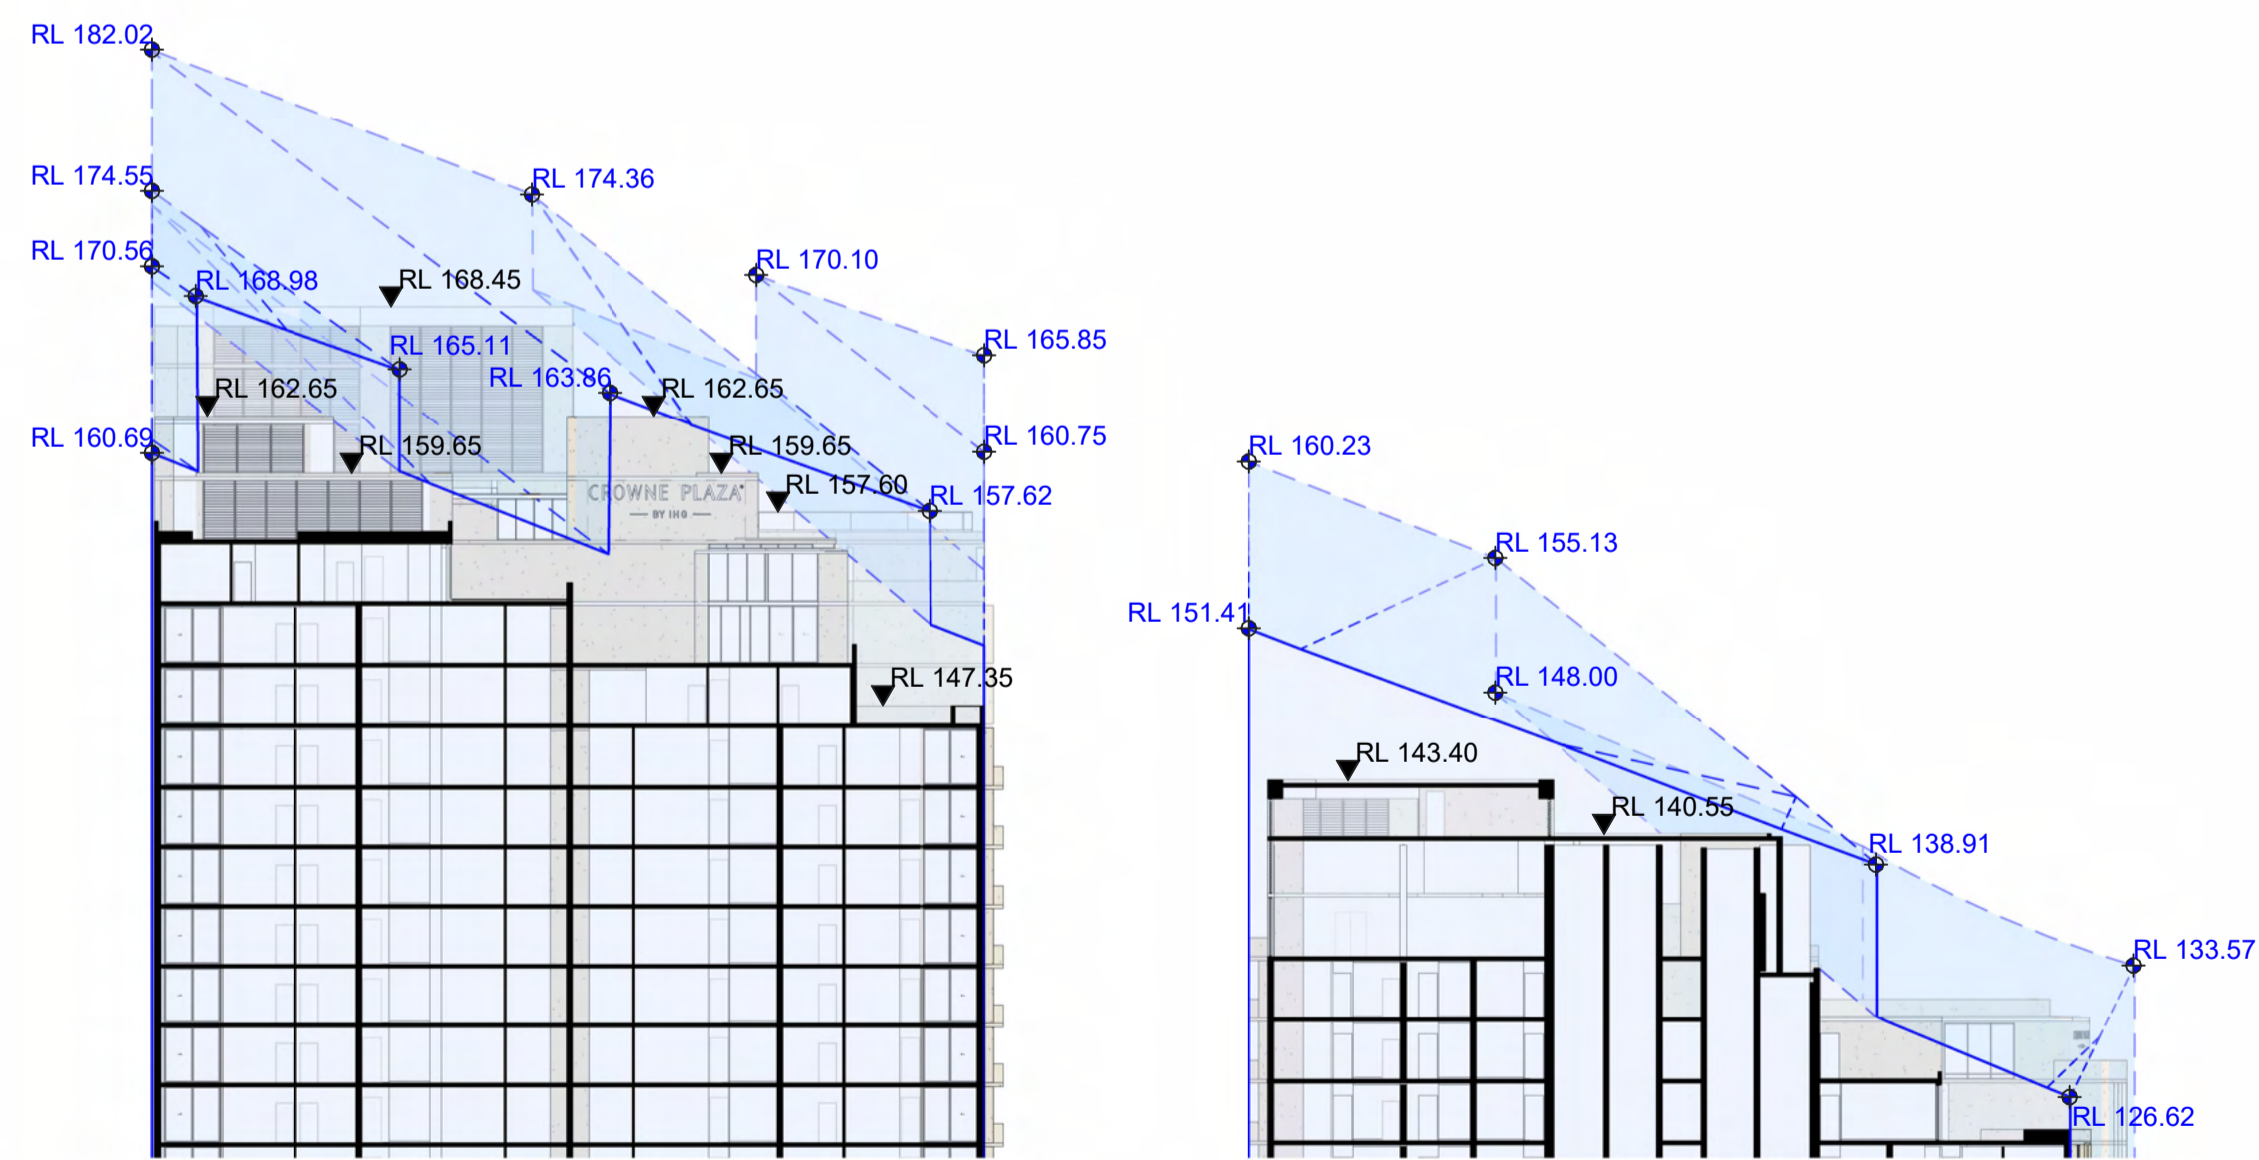 RL 182.02
RL 174.55
RL 174.36
RL 170.56
RL 170.10
RL 168.98
RL 168.45
RL 165.85
RL 165.11
RL 163.86
RL 162.65
RL 162.65
RL 160.69
RL 159.65
RL 159.65
RL 160.75
RL 157.60
RL 157.62
CROWNE PLAZA
— BY IHG —
RL 147.35
RL 160.23
RL 155.13
RL 151.41
RL 148.00
RL 143.40
RL 140.55
RL 138.91
RL 133.57
RL 126.62